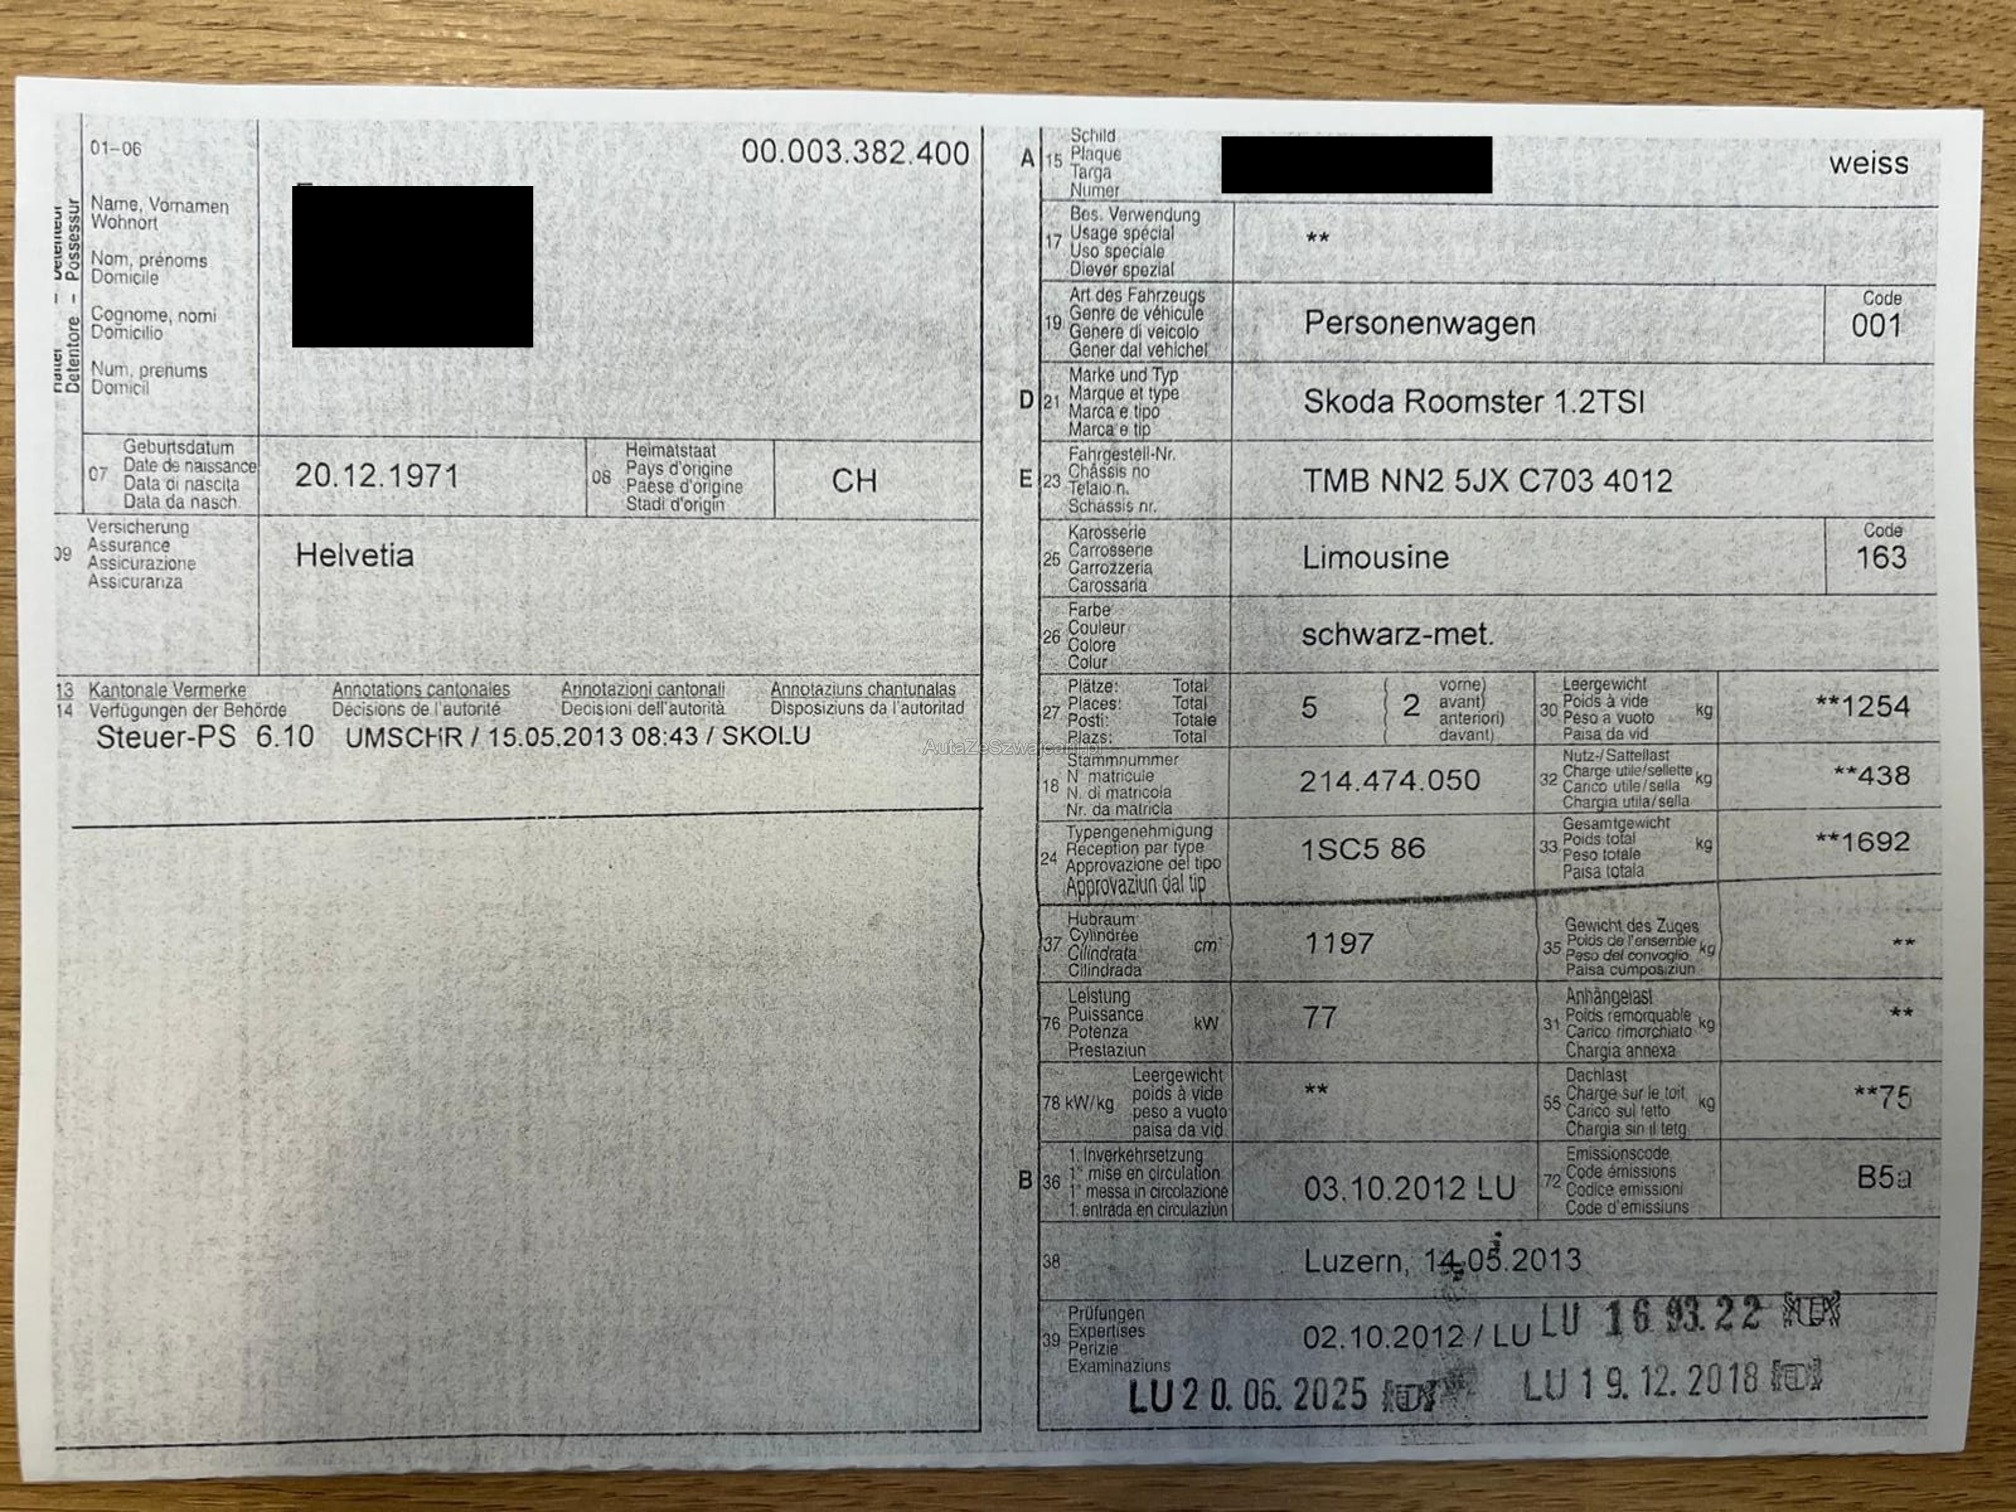 01-06
00.003.382.400
Detentore - Possessur
Name, Vornamen
Wohnort
Nom, prénoms
Domicile
Cognome, nomi
Domicilio
Num, prenums
Domicil
07
Geburtsdatum
Date de naissance
Data di nascita
Data da nasch.
20.12.1971
08
Heimatstaat
Pays d'origine
Paese d'origine
Stadi d'origin
CH
09
Versicherung
Assurance
Assicurazione
Assicuranza
Helvetia
13 Kantonale Vermerke Annotations cantonales Annotazioni cantonali Annotaziuns chantunalas
14 Verfügungen der Behörde Décisions de l'autorité Decisioni dell'autorità Disposiziuns da l'autoritad
Steuer-PS 6.10 UMSCHR / 15.05.2013 08:43 / SKOLU
AutaZeSzwajcarii.pl
A 15
Schild
Plaque
Targa
Numer
weiss
17
Bes. Verwendung
Usage spécial
Uso speciale
Diever spezial
**
19
Art des Fahrzeugs
Genre de véhicule
Genere di veicolo
Gener dal vehichel
Personenwagen
Code
001
D 21
Marke und Typ
Marque et type
Marca e tipo
Marca e tip
Skoda Roomster 1.2TSI
E 23
Fahrgestell-Nr.
Châssis no
Telaio n.
Schassis nr.
TMB NN2 5JX C703 4012
25
Karosserie
Carrosserie
Carrozzeria
Carossaria
Limousine
Code
163
26
Farbe
Couleur
Colore
Colur
schwarz-met.
27
Plätze: Total
Places: Total
Posti: Totale
Plazs: Total
5 ( 2
vorne)
avant)
anteriori)
davant)
30
Leergewicht
Poids à vide
Peso a vuoto
Paisa da vid
kg
**1254
18
Stammnummer
N° matricule
N. di matricola
Nr. da matricla
214.474.050
32
Nutz-/Sattellast
Charge utile/sellette
Carico utile/sella
Chargia utila/sella
kg
**438
24
Typengenehmigung
Réception par type
Approvazione del tipo
Approvaziun dal tip
1SC5 86
33
Gesamtgewicht
Poids total
Peso totale
Paisa totala
kg
**1692
37
Hubraum
Cylindrée
Cilindrata
Cilindrada
cm³
1197
35
Gewicht des Zuges
Poids de l'ensemble
Peso del convoglio
Paisa cumposiziun
kg
**
76
Leistung
Puissance
Potenza
Prestaziun
kW
77
31
Anhängelast
Poids remorquable
Carico rimorchiato
Chargia annexa
kg
**
78 kW/kg
Leergewicht
poids à vide
peso a vuoto
paisa da vid
**
55
Dachlast
Charge sur le toit
Carico sul tetto
Chargia sin il tetg
kg
**75
B 36
1. Inverkehrsetzung
1° mise en circulation
1° messa in circolazione
1. entrada en circulaziun
03.10.2012 LU
72
Emissionscode
Code émissions
Codice emissioni
Code d'emissiuns
B5a
38
Luzern, 14.05.2013
39
Prüfungen
Expertises
Perizie
Examinaziuns
02.10.2012 / LU
LU 16
LU 20.06.2025
LU 19.12.2018